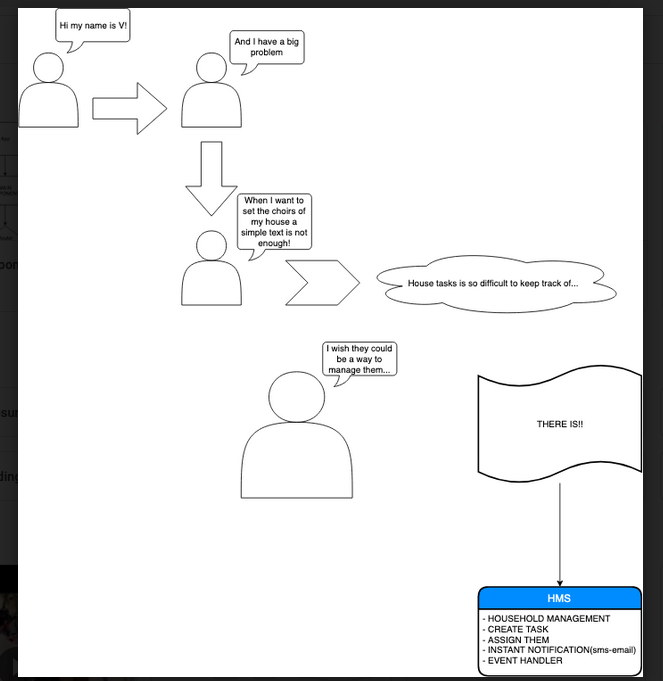 Hi my name is V!
And I have a big
problem
When I want to
set the choirs of
my house a
simple text is not
enough!
House tasks is so difficult to keep track of...
I wish they could
be a way to
manage them...
THERE IS!!
HMS
- HOUSEHOLD MANAGEMENT
- CREATE TASK
- ASSIGN THEM
- INSTANT NOTIFICATION(sms-email)
- EVENT HANDLER